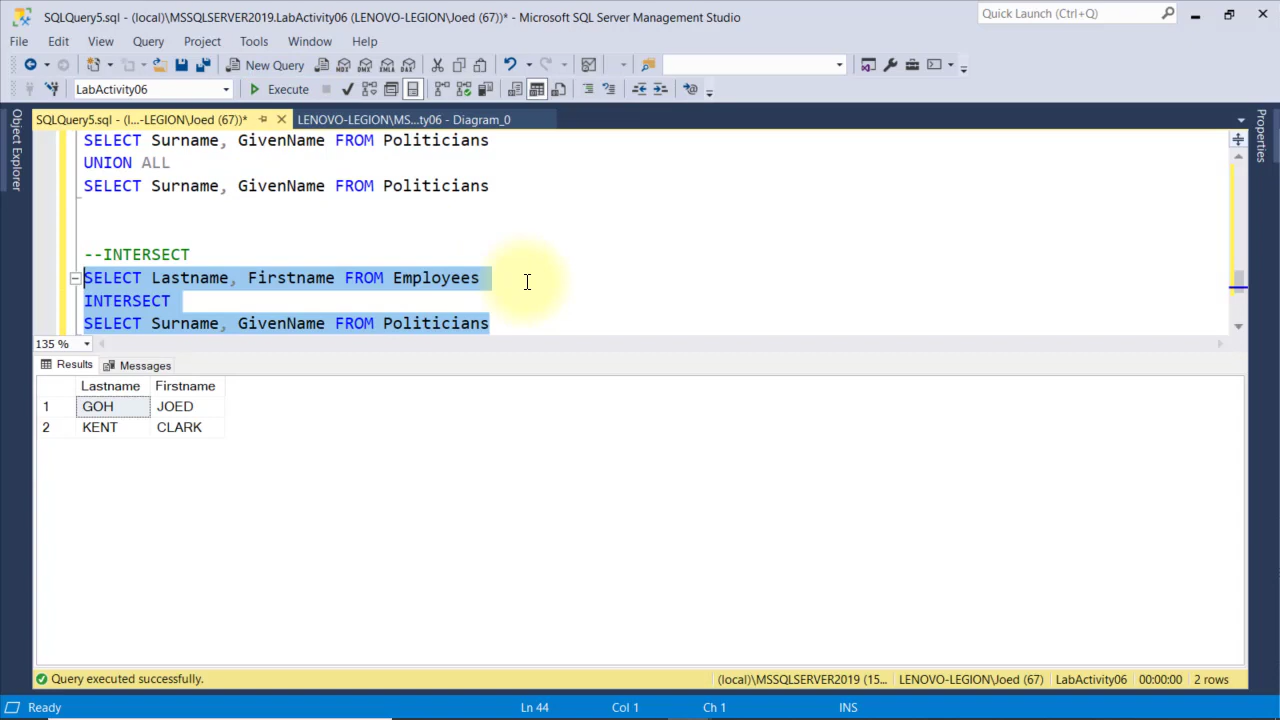 SQLQuery5.sql - (local)\MSSQLSERVER2019.LabActivity06 (LENOVO-LEGION\Joed (67))* - Microsoft SQL Server Management Studio
Quick Launch (Ctrl+Q)
File Edit View Query Project Tools Window Help
New Query
LabActivity06 Execute
SQLQuery5.sql - (l...-LEGION\Joed (67))* LENOVO-LEGION\MS...ty06 - Diagram_0
Object Explorer
Properties
SELECT Surname, GivenName FROM Politicians
UNION ALL
SELECT Surname, GivenName FROM Politicians
--INTERSECT
SELECT Lastname, Firstname FROM Employees
INTERSECT
SELECT Surname, GivenName FROM Politicians
135 %
Results Messages
Lastname Firstname
1 GOH JOED
2 KENT CLARK
Query executed successfully. (local)\MSSQLSERVER2019 (15... LENOVO-LEGION\Joed (67) LabActivity06 00:00:00 2 rows
Ready Ln 44 Col 1 Ch 1 INS